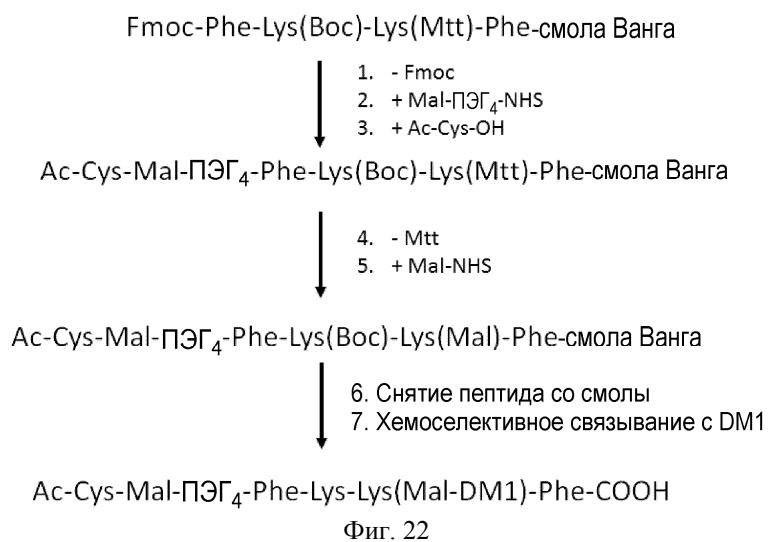 Fmoc-Phe-Lys(Boc)-Lys(Mtt)-Phe-смола Ванга
1. - Fmoc
2. + Mal-ПЭГ4-NHS
3. + Ac-Cys-OH
Ac-Cys-Mal-ПЭГ4-Phe-Lys(Boc)-Lys(Mtt)-Phe-смола Ванга
4. - Mtt
5. + Mal-NHS
Ac-Cys-Mal-ПЭГ4-Phe-Lys(Boc)-Lys(Mal)-Phe-смола Ванга
6. Снятие пептида со смолы
7. Хемоселективное связывание с DM1
Ac-Cys-Mal-ПЭГ4-Phe-Lys-Lys(Mal-DM1)-Phe-COOH
Фиг. 22